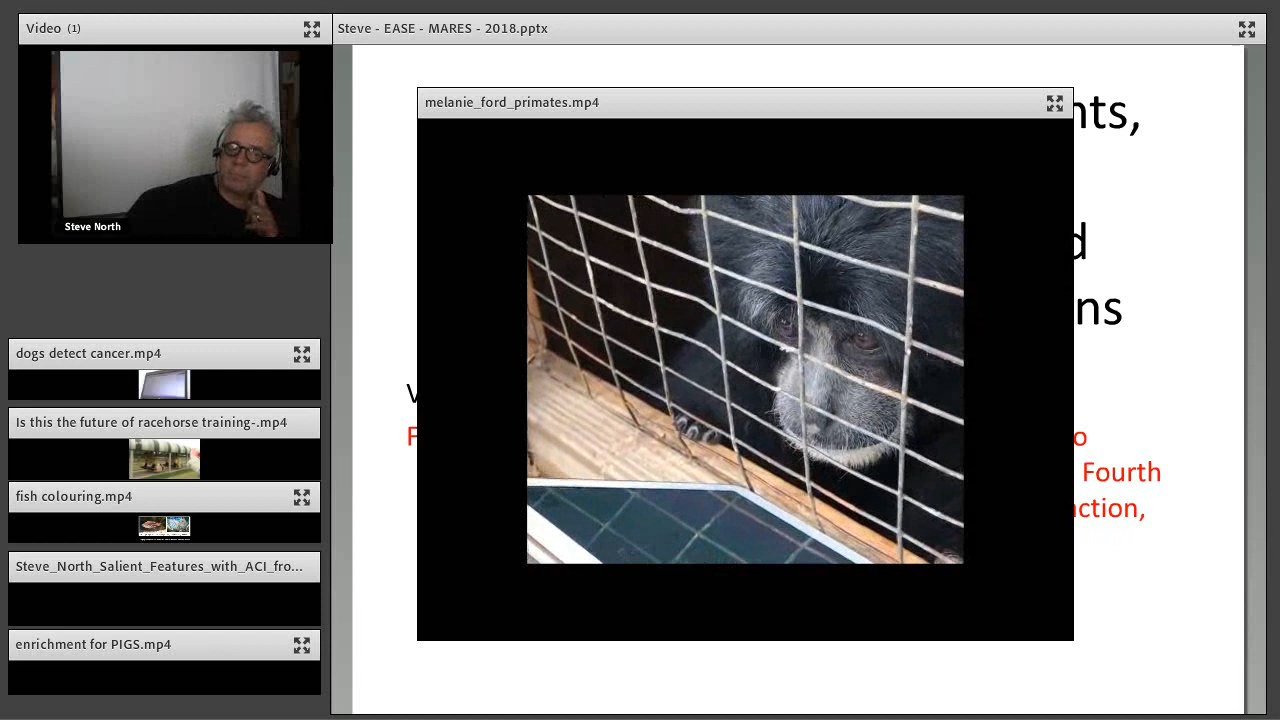 Video (1)
Steve North
Steve - EASE - MARES - 2018.pptx
melanie_ford_primates.mp4
nts,
d
ns
o
Fourth
ction,
dogs detect cancer.mp4
Is this the future of racehorse training-.mp4
fish colouring.mp4
Steve_North_Salient_Features_with_ACI_fro...
enrichment for PIGS.mp4